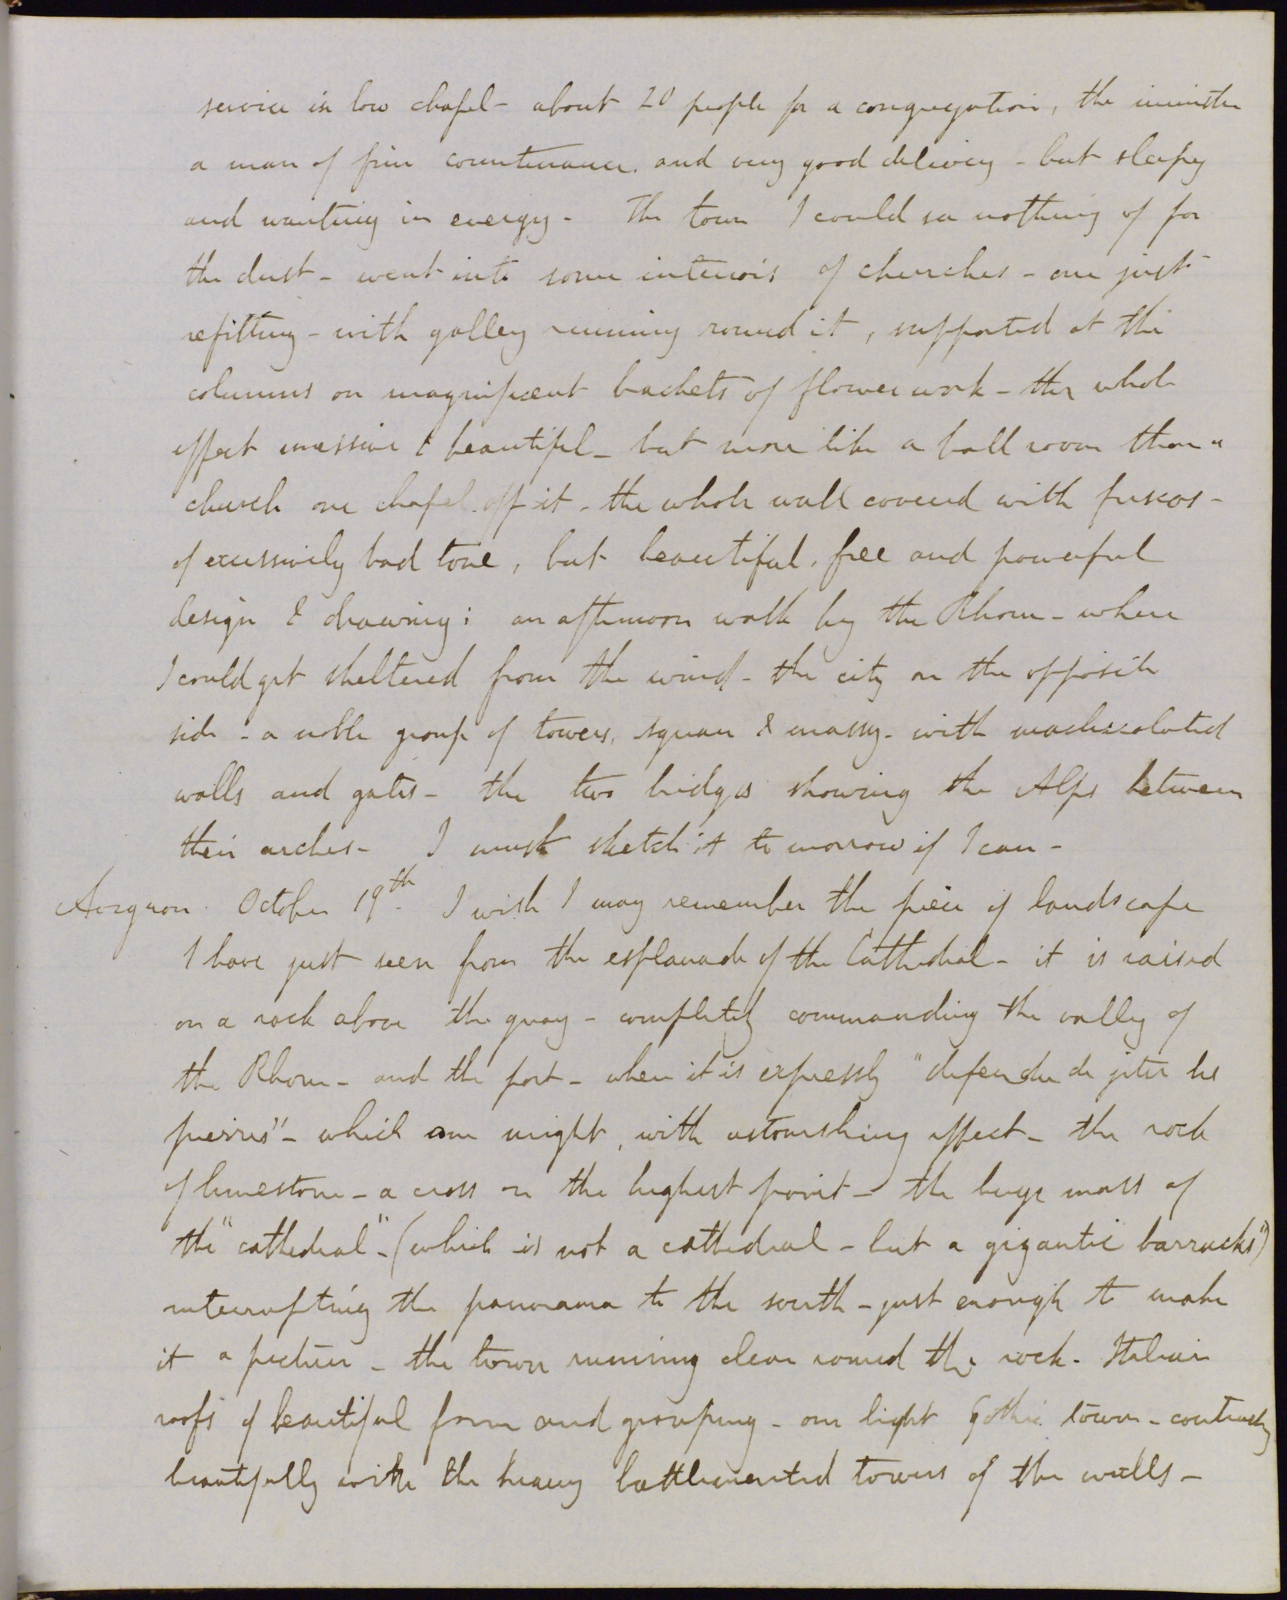 service in low chapel - about 20 people for a congregation, the minister
a man of fine countenance. and very good delivery - but sleepy
and wanting in energy - The town I could see nothing of for
the dust - went into some interiors of churches - one just
refitting - with galley running round it, supported at the
columns on magnificent brackets of flower work - the whole
effect massive & beautiful - but more like a ball room than a
church one chapel off it - the whole wall covered with frescos -
of excessively bad tone, but beautiful, free and powerful
design & drawing; an afternoon walk by the Rhone - where
I could get sheltered from the wind - the city on the opposite
side - a noble group of towers, square & massy - with machicolated
walls and gates - the two bridges showing the Alps between
their arches - I must sketch it to morrow if I can -
Avignon. October 19th. I wish I may remember the piece of landscape
I have just seen from the esplanade of the Cathedral - it is raised
on a rock above the quay - completely commanding the valley of
the Rhone - and the port - where it is expressly "defendu de jeter les
pierres" - which one might, with astonishing effect - the rock
of limestone - a cross on the highest point - the huge mass of
the "cathedral" - (which is not a cathedral - but a gigantic barracks")
interrupting the panorama to the south - just enough to make
it a picture - the town running clear round the rock - Italian
roofs of beautiful form and grouping - one light Gothic tower - contrasting
beautifully with the heavy battlemented towers of the walls -